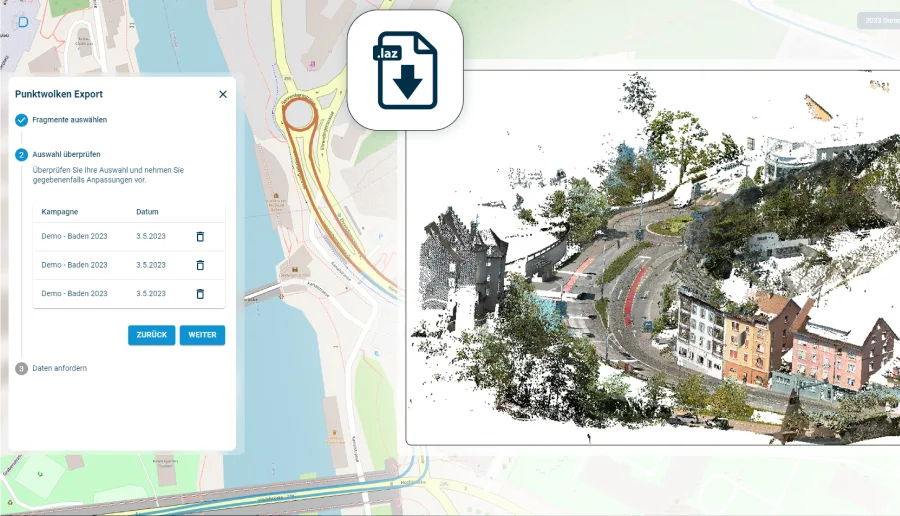 .laz
Punktwolken Export
Fragmente auswählen
2
Auswahl überprüfen
Überprüfen Sie Ihre Auswahl und nehmen Sie
gegebenenfalls Anpassungen vor.
Kampagne Datum
Demo - Baden 2023 3.5.2023
Demo - Baden 2023 3.5.2023
Demo - Baden 2023 3.5.2023
ZURÜCK WEITER
3
Daten anfordern
Hochbrücke